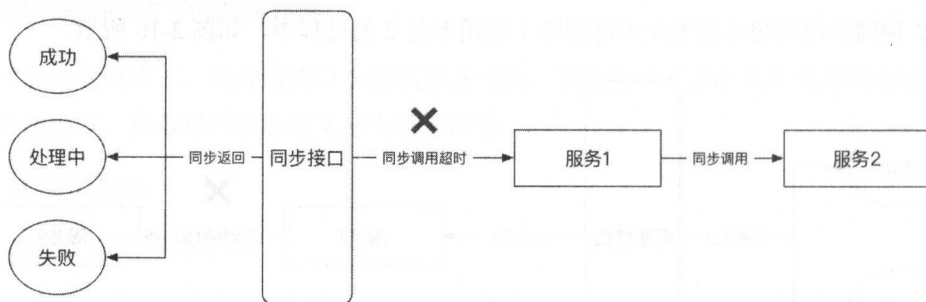 成功
处理中
失败
同步返回
同步接口
同步调用超时
服务1
同步调用
服务2